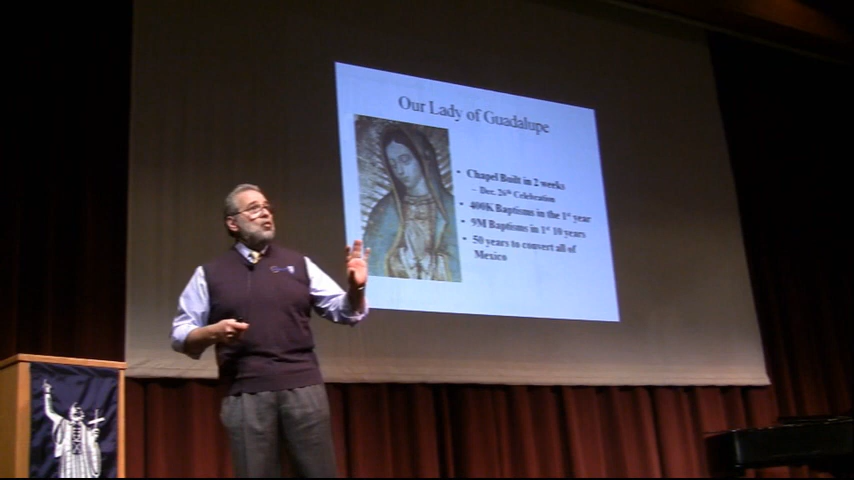 Our Lady of Guadalupe
• Chapel Built in 2 weeks
– Dec. 26th Celebration
• 400K Baptisms in the 1st year
• 9M Baptisms in 1st 10 years
• 50 years to convert all of
Mexico